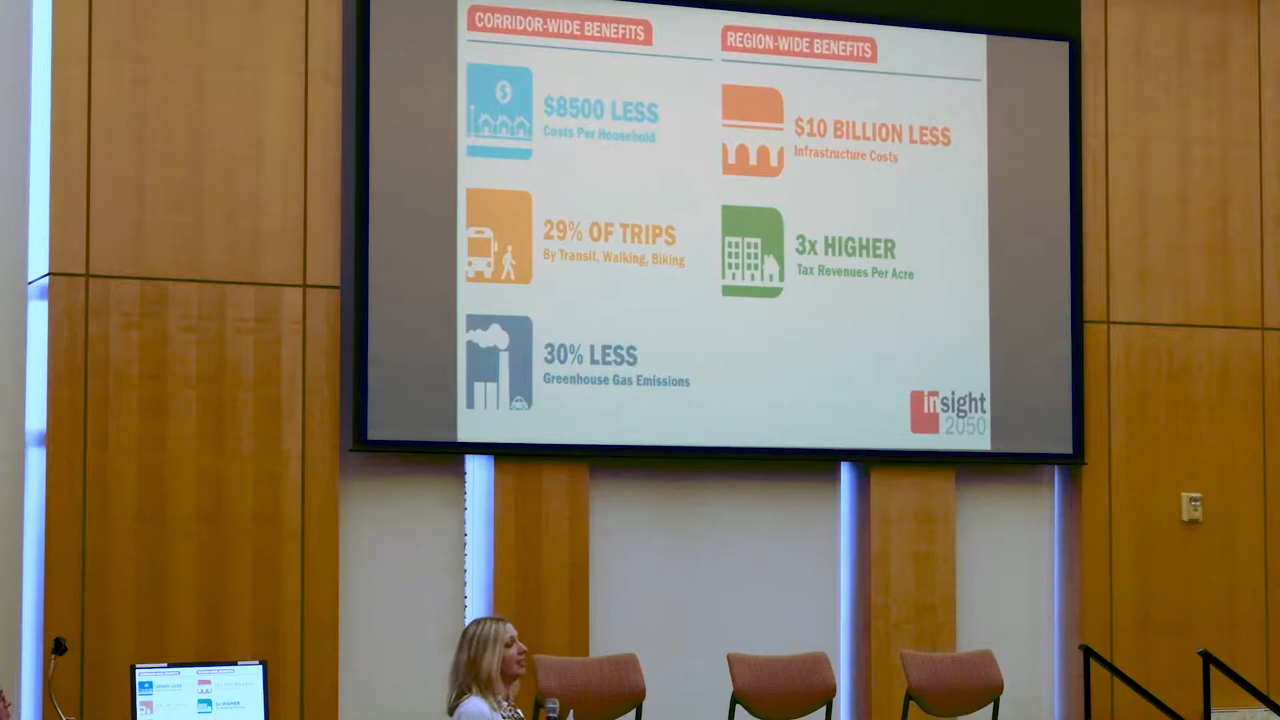 CORRIDOR-WIDE BENEFITS
$8500 LESS
Costs Per Household
29% OF TRIPS
By Transit, Walking, Biking
30% LESS
Greenhouse Gas Emissions
REGION-WIDE BENEFITS
$10 BILLION LESS
Infrastructure Costs
3x HIGHER
Tax Revenues Per Acre
insight
2050